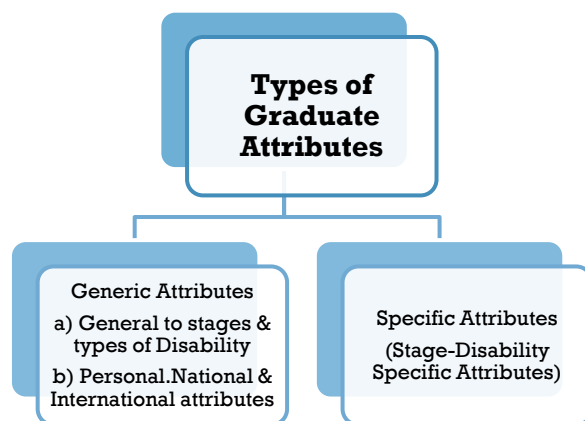 Types of
Graduate
Attributes
Generic Attributes
a) General to stages &
types of Disability
b) Personal.National &
International attributes
Specific Attributes
(Stage-Disability
Specific Attributes)